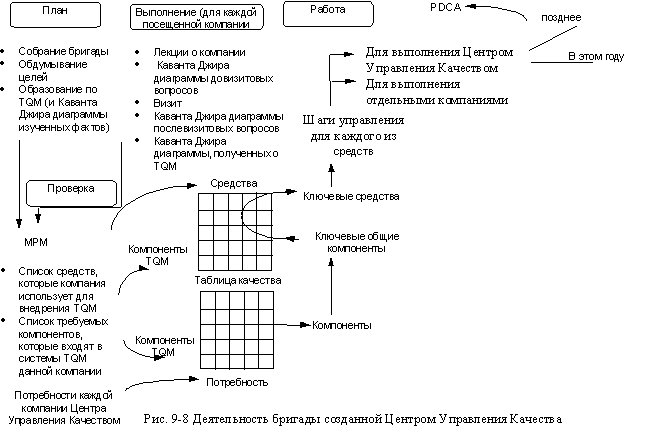 План
Выполнение (для каждой
посещенной компании
Работа
PDCA
позднее
В этом году
• Собрание бригады
• Обдумывание
целей
• Образование по
TQM (и Каванта
Джира диаграммы
изученных фактов)
• Лекции о компании
• Каванта Джира
диаграммы довизитовых
вопросов
• Визит
• Каванта Джира диаграммы
послевизитовых вопросов
• Каванта Джира
диаграммы, полученных о
TQM
Для выполнения Центром
Управления Качеством
Для выполнения
отдельными компаниями
Шаги управления
для каждого из
средств
Проверка
МРМ
Средства
Ключевые средства
Компоненты
TQM
Ключевые общие
компоненты
Таблица качества
• Список средств,
которые компания
использует для
внедрения TQM
• Список требуемых
компонентов,
которые входят в
системы TQM
данной компании
Компоненты
TQM
Компоненты
Потребность
Потребности каждой
компании Центра
Управления Качеством
Рис. 9-8 Деятельность бригады созданной Центром Управления Качества